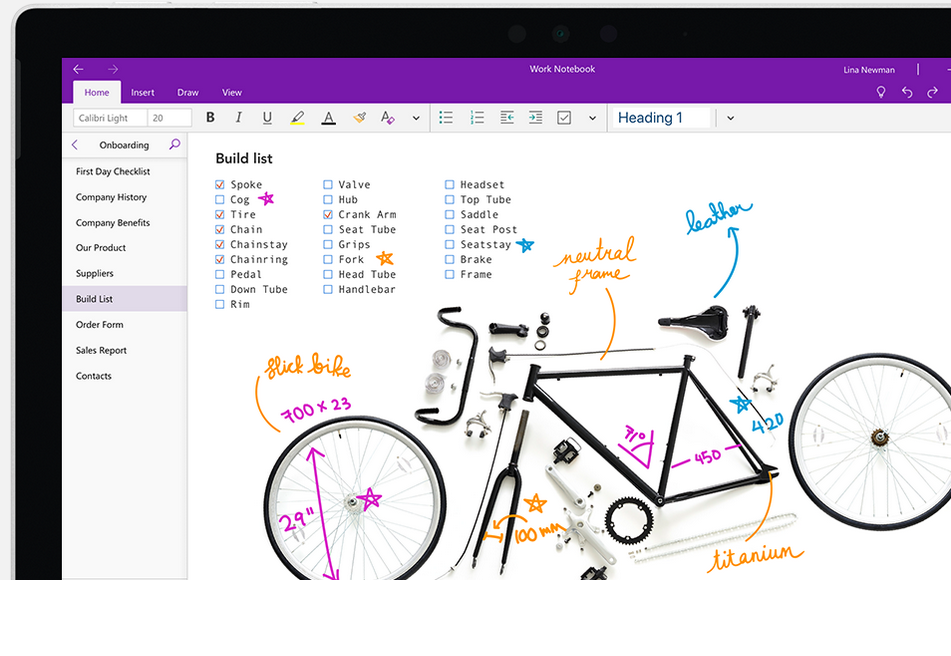 Work Notebook
Lina Newman
Home Insert Draw View
Calibri Light 20 B I U A A Heading 1
Onboarding
First Day Checklist
Company History
Company Benefits
Our Product
Suppliers
Build List
Order Form
Sales Report
Contacts
Build list
Spoke
Cog
Tire
Chain
Chainstay
Chainring
Pedal
Down Tube
Rim
Valve
Hub
Crank Arm
Seat Tube
Grips
Fork
Head Tube
Handlebar
Headset
Top Tube
Saddle
Seat Post
Seatstay
Brake
Frame
leather
neutral
frame
slick bike
700 x 23
29"
71°
450
420
100 mm
titanium